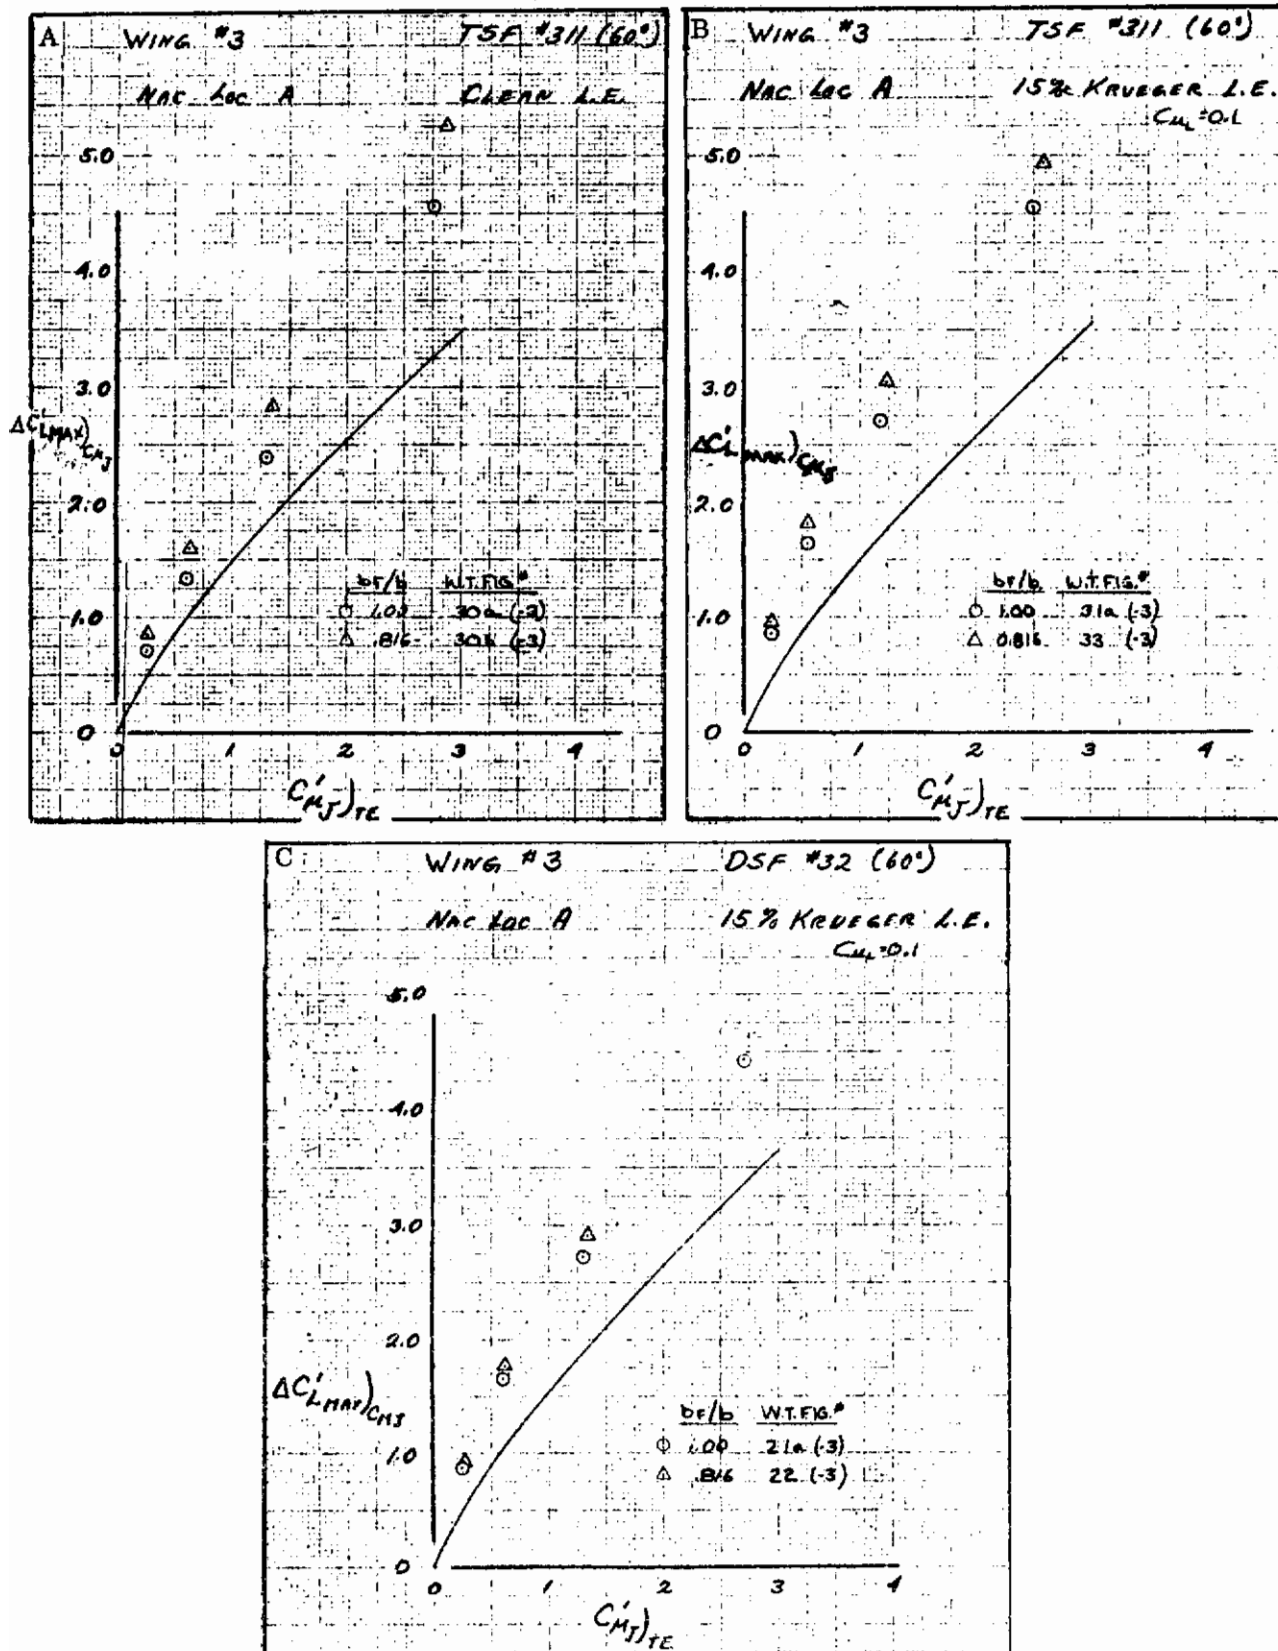 A WING #3 TSF #311 (60°)
NAC LOC A CLEAN L.E.
5.0
4.0
3.0
ΔC'LMAX)CμJ
2.0
bF/b W.T.FIG.#
1.00 30a (-3)
1.0
.816 30b (-3)
0
0 1 2 3 4
C'μJ)TE
B WING #3 TSF #311 (60°)
NAC LOC A 15% KRUEGER L.E.
CμL=0.1
5.0
4.0
3.0
ΔC'LMAX)CμJ
2.0
bF/b W.T.FIG.#
1.0 1.00 31a (-3)
0.816 33 (-3)
0
0 1 2 3 4
C'μJ)TE
C WING #3 DSF #32 (60°)
NAC LOC A 15% KRUEGER L.E.
CμL=0.1
5.0
4.0
3.0
2.0
ΔC'LMAX)CμJ
bF/b W.T.FIG.#
1.0 1.00 21a (-3)
.816 22 (-3)
0
0 1 2 3 4
C'μJ)TE